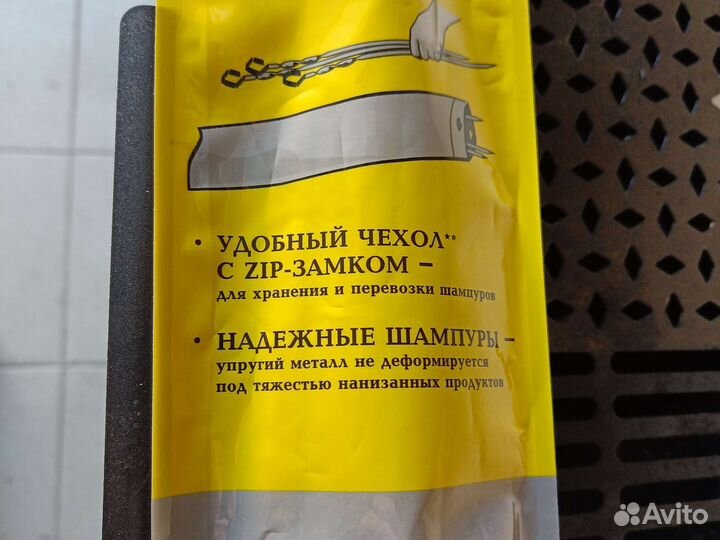 • УДОБНЫЙ ЧЕХОЛ**
С ZIP-ЗАМКОМ –
для хранения и перевозки шампуров
• НАДЕЖНЫЕ ШАМПУРЫ –
упругий металл не деформируется
под тяжестью нанизанных продуктов
Avito